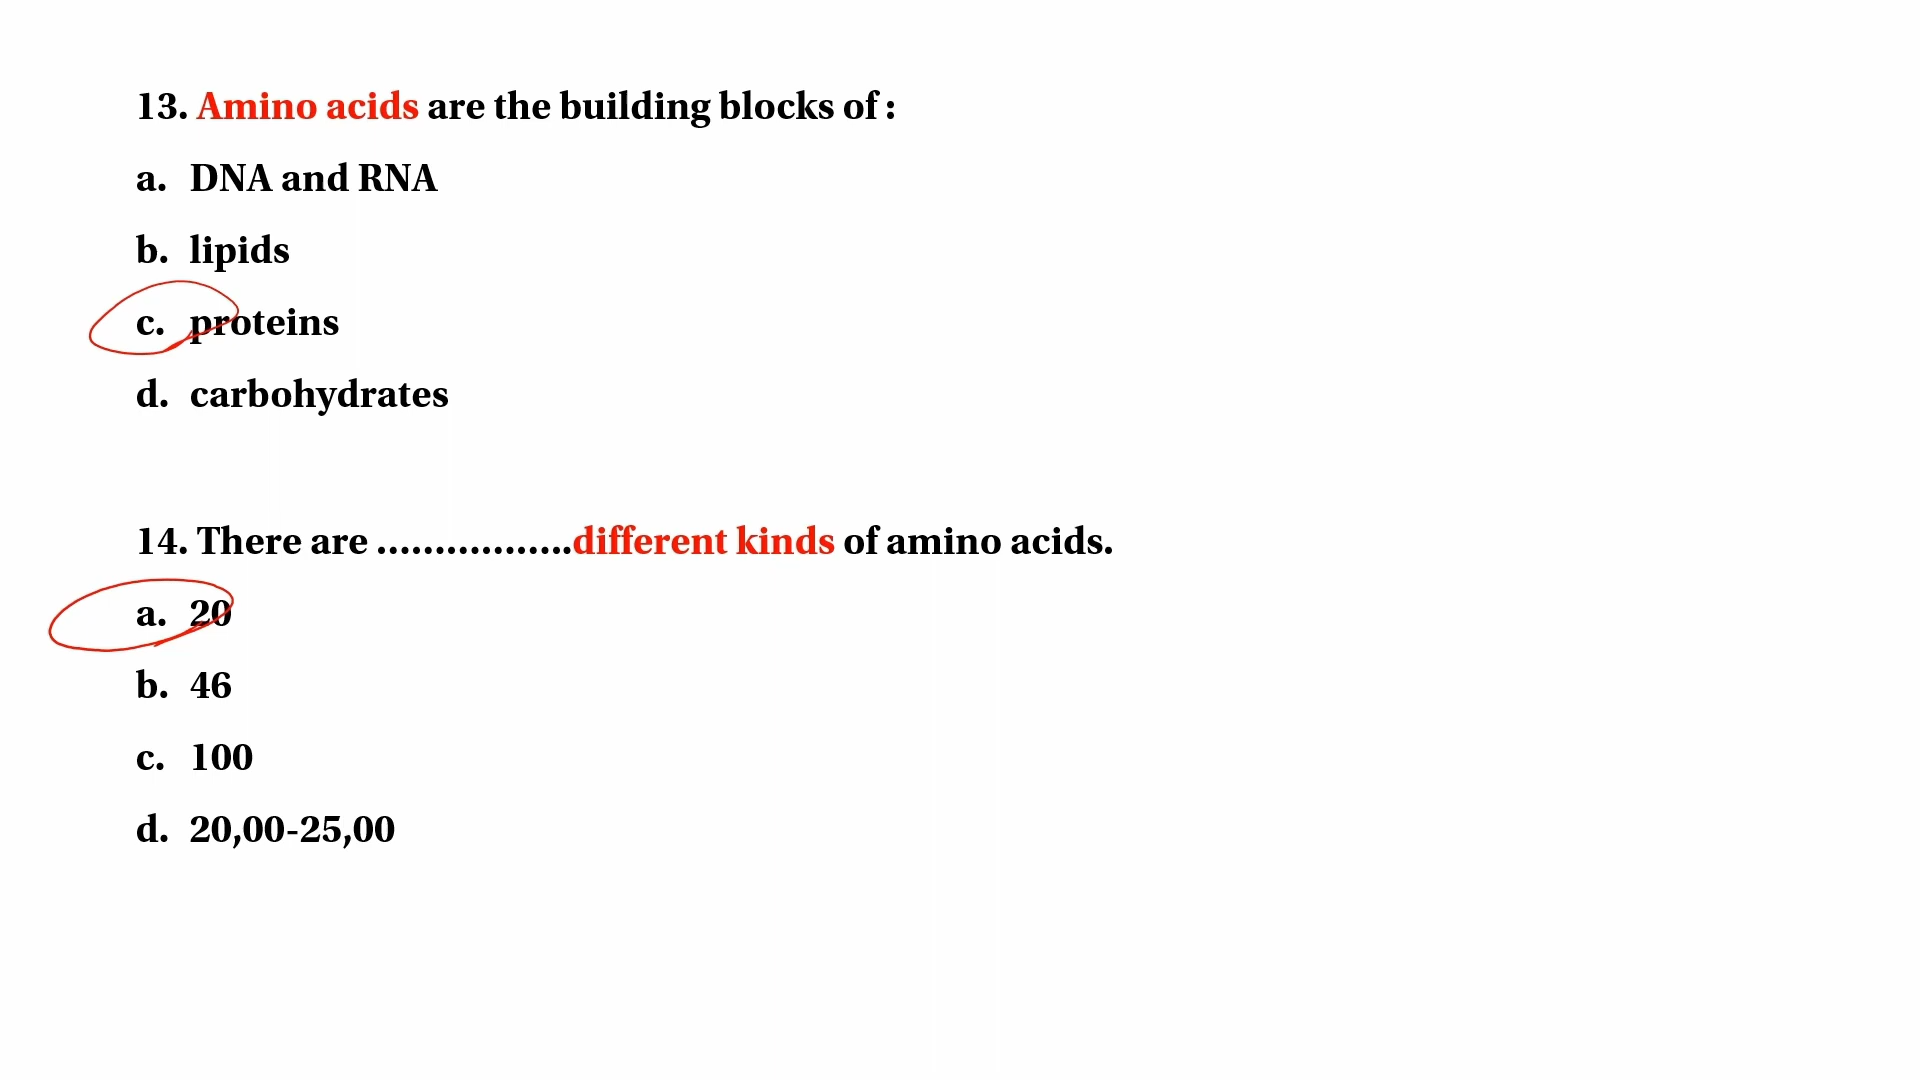 13. Amino acids are the building blocks of :
a. DNA and RNA
b. lipids
c. proteins
d. carbohydrates
14. There are .................different kinds of amino acids.
a. 20
b. 46
c. 100
d. 20,00-25,00